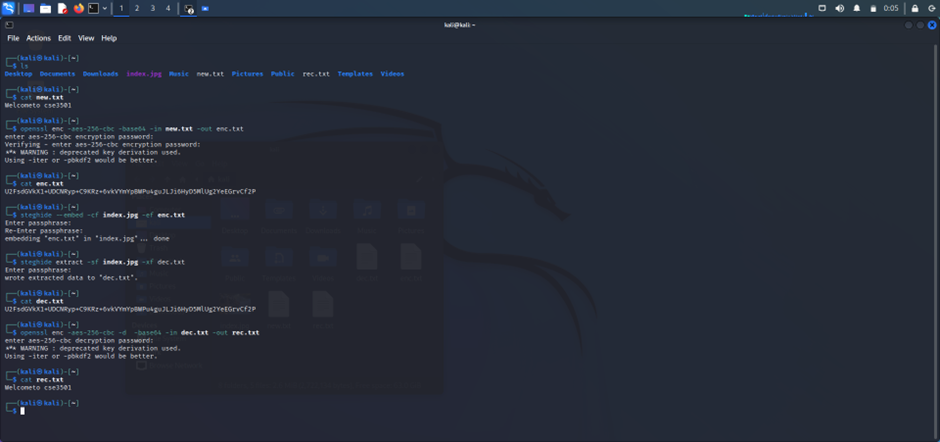 1 2 3 4
0:05
kali@kali: ~
File Actions Edit View Help
┌──(kali㉿kali)-[~]
└─$ ls
Desktop Documents Downloads index.jpg Music new.txt Pictures Public rec.txt Templates Videos
┌──(kali㉿kali)-[~]
└─$ cat new.txt
Welcometo cse3501
┌──(kali㉿kali)-[~]
└─$ openssl enc -aes-256-cbc -base64 -in new.txt -out enc.txt
enter aes-256-cbc encryption password:
Verifying - enter aes-256-cbc encryption password:
*** WARNING : deprecated key derivation used.
Using -iter or -pbkdf2 would be better.
┌──(kali㉿kali)-[~]
└─$ cat enc.txt
┌──(kali㉿kali)-[~]
└─$ steghide --embed -cf index.jpg -ef enc.txt
Enter passphrase:
Re-Enter passphrase:
embedding "enc.txt" in "index.jpg"... done
┌──(kali㉿kali)-[~]
└─$ steghide extract -sf index.jpg -xf dec.txt
Enter passphrase:
wrote extracted data to "dec.txt".
┌──(kali㉿kali)-[~]
└─$ cat dec.txt
┌──(kali㉿kali)-[~]
└─$ openssl enc -aes-256-cbc -d -base64 -in dec.txt -out rec.txt
enter aes-256-cbc decryption password:
*** WARNING : deprecated key derivation used.
Using -iter or -pbkdf2 would be better.
┌──(kali㉿kali)-[~]
└─$ cat rec.txt
Welcometo cse3501
┌──(kali㉿kali)-[~]
└─$